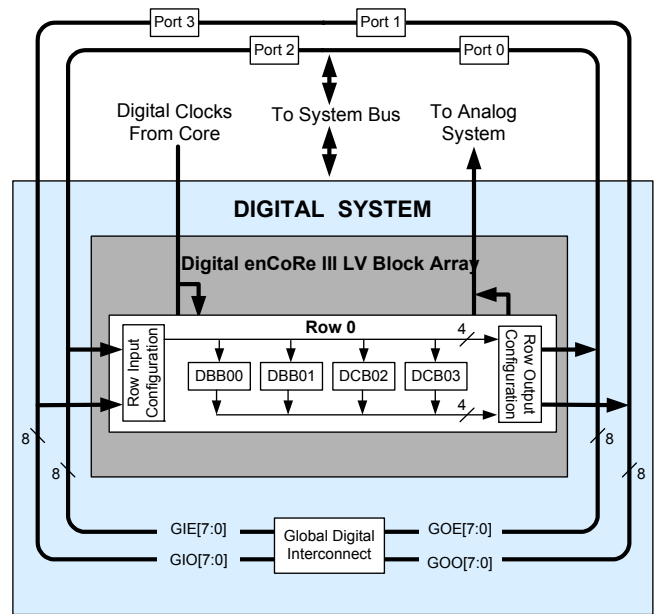 Port 3
Port 1
Port 2
Port 0
Digital Clocks
From Core
To System Bus
To Analog
System
DIGITAL SYSTEM
Digital enCoRe III LV Block Array
Row Input
Configuration
Row 0
4
DBB00
DBB01
DCB02
DCB03
4
Row Output
Configuration
8
8
8
8
GIE[7:0]
GIO[7:0]
Global Digital
Interconnect
GOE[7:0]
GOO[7:0]